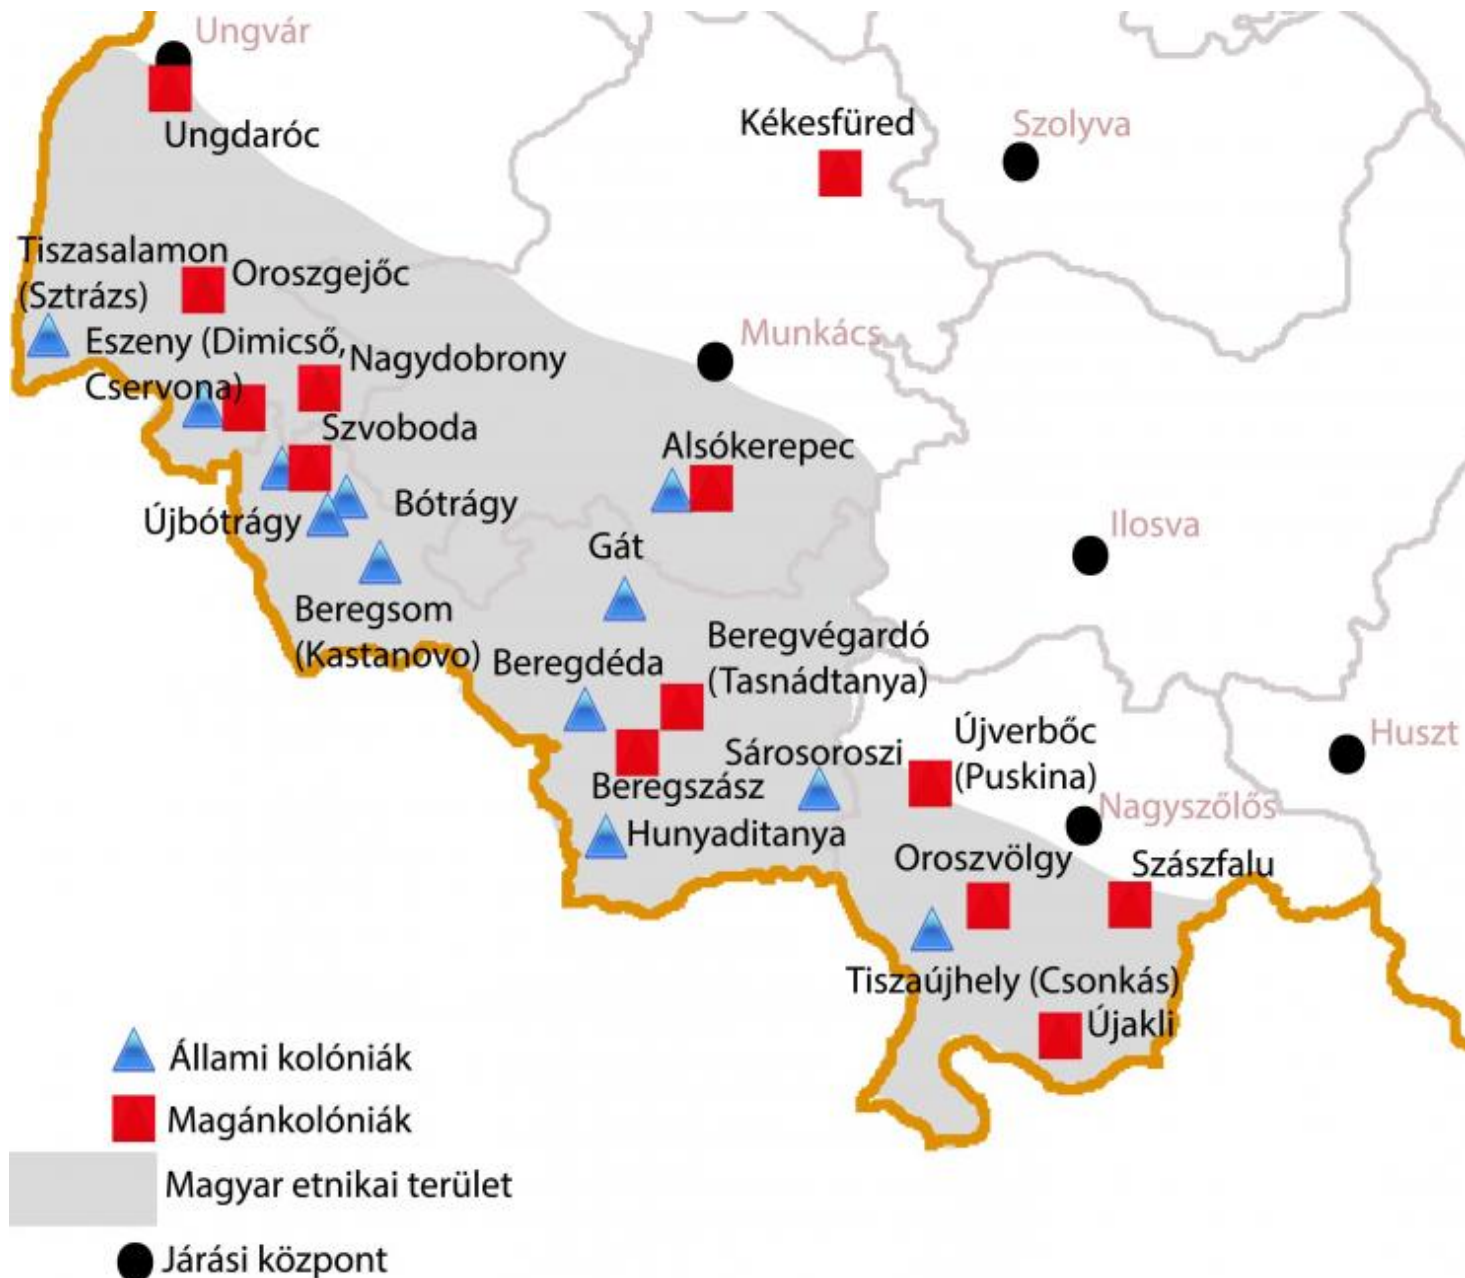 Ungvár
Ungdaróc
Kékesfüred
Szolyva
Tiszasalamon
(Sztrázs)
Oroszgejőc
Eszeny (Dimicső,
Cservona)
Nagydobrony
Munkács
Szvoboda
Alsókerepec
Bótrágy
Újbótrágy
Ilosva
Gát
Beregsom
(Kastanovo)
Beregvégardó
(Tasnádtanya)
Beregdéda
Sárosoroszi
Újverbőc
(Puskina)
Huszt
Beregszász
Nagyszőlős
Hunyaditanya
Oroszvölgy
Szászfalu
Tiszaújhely (Csonkás)
Újakli
Állami kolóniák
Magánkolóniák
Magyar etnikai terület
Járási központ